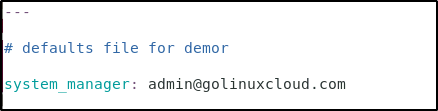 ---
# defaults file for demor
system_manager: admin@golinuxcloud.com